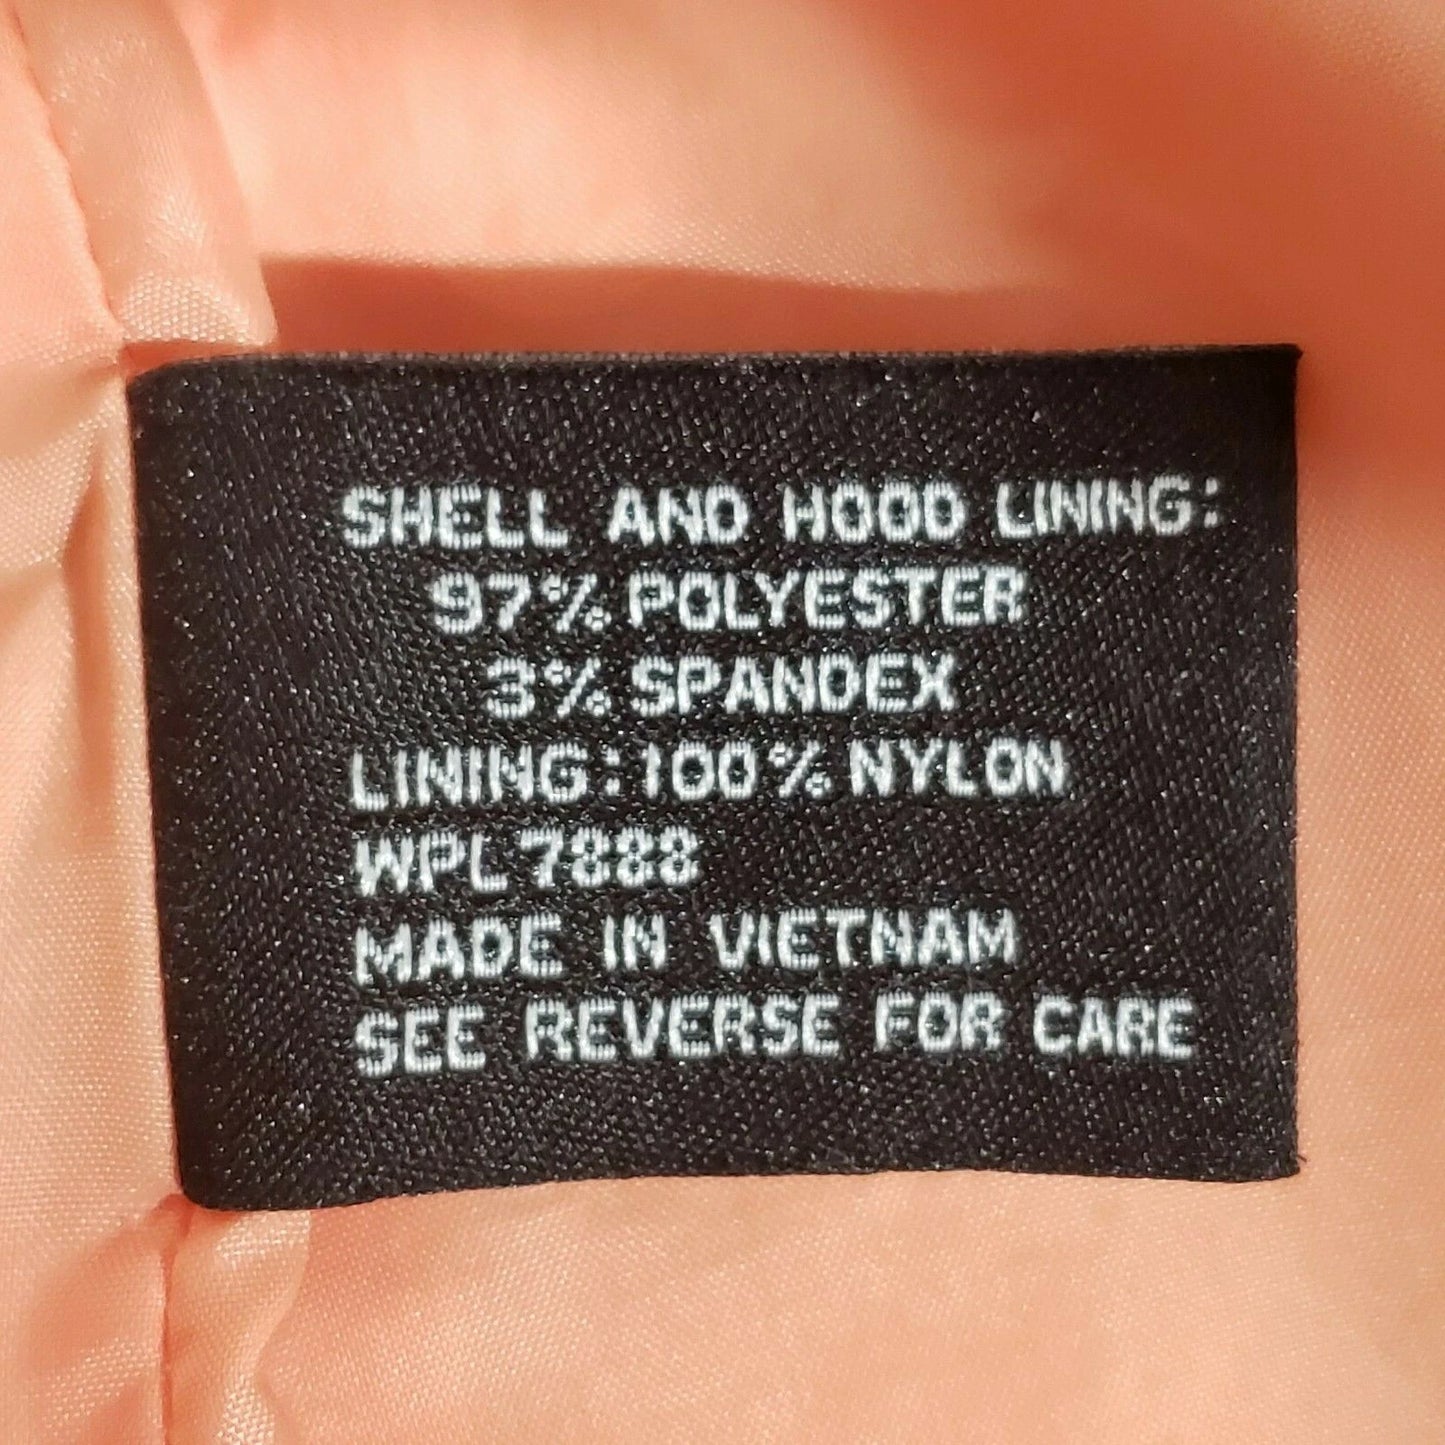 SHELL AND HOOD LINING:
97% POLYESTER
3% SPANDEX
LINING: 100% NYLON
WPL 7888
MADE IN VIETNAM
SEE REVERSE FOR CARE